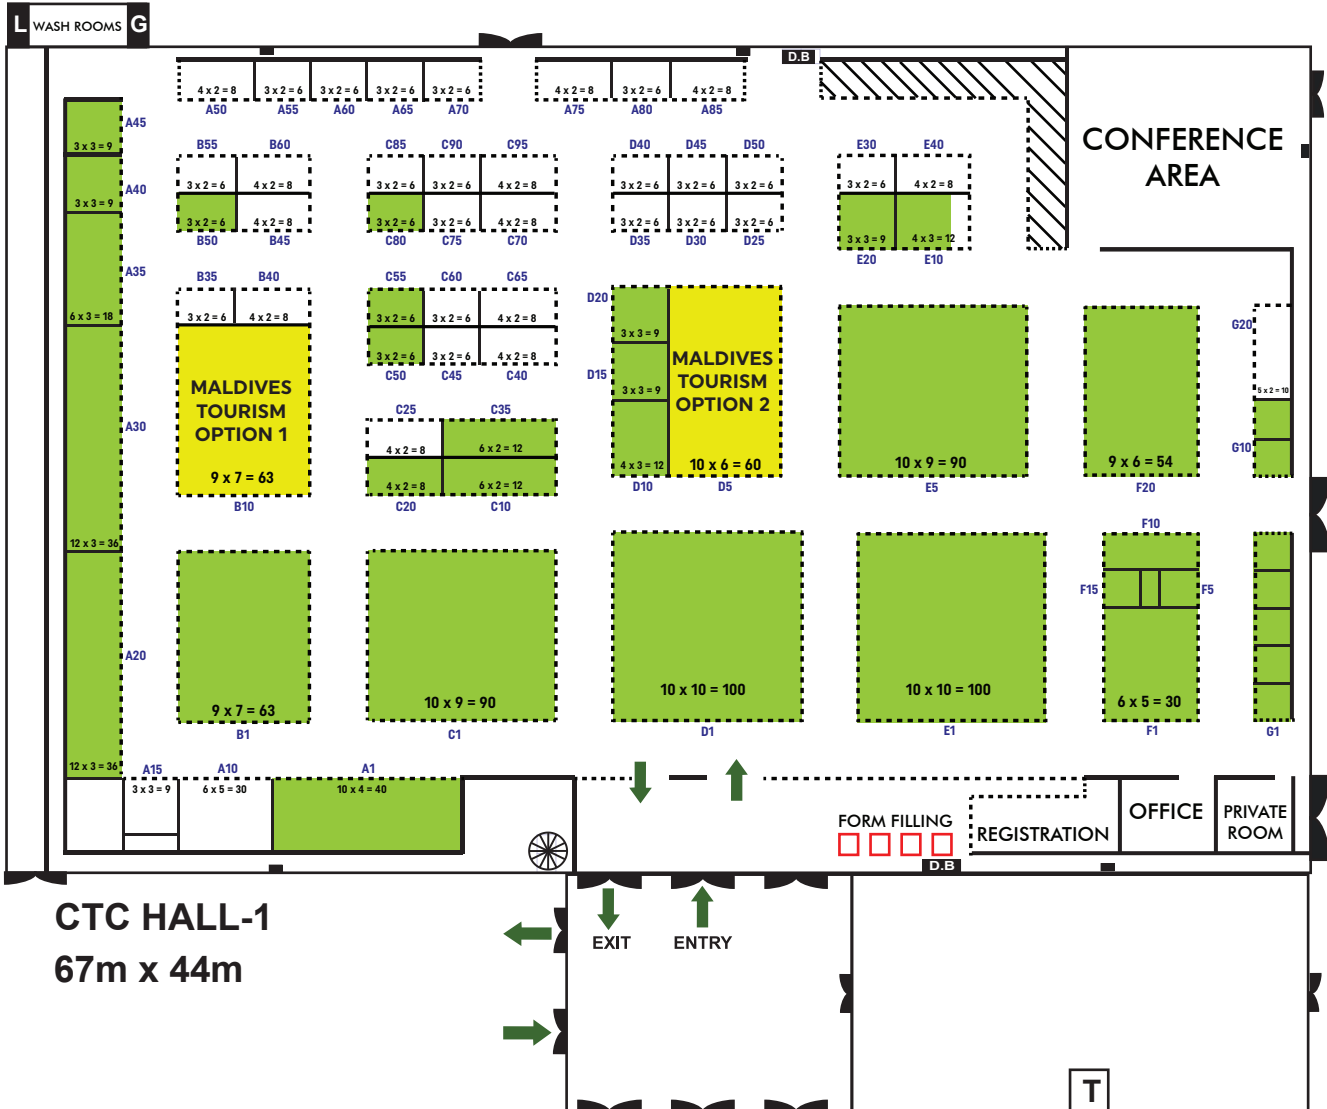 L WASH ROOMS G
D.B
4 x 2 = 8 3 x 2 = 6 3 x 2 = 6 3 x 2 = 6 3 x 2 = 6 4 x 2 = 8 3 x 2 = 6 4 x 2 = 8
A50 A55 A60 A65 A70 A75 A80 A85
A45
CONFERENCE
AREA
3 x 3 = 9
B55 B60 C85 C90 C95 D40 D45 D50 E30 E40
3 x 2 = 6 4 x 2 = 8 3 x 2 = 6 3 x 2 = 6 4 x 2 = 8 3 x 2 = 6 3 x 2 = 6 3 x 2 = 6 3 x 2 = 6 4 x 2 = 8
A40
3 x 3 = 9
3 x 2 = 6 4 x 2 = 8 3 x 2 = 6 3 x 2 = 6 4 x 2 = 8 3 x 2 = 6 3 x 2 = 6 3 x 2 = 6 3 x 3 = 9 4 x 3 = 12
B50 B45 C80 C75 C70 D35 D30 D25 E20 E10
A35
B35 B40 C55 C60 C65
D20
6 x 3 = 18
3 x 2 = 6 4 x 2 = 8 3 x 2 = 6 3 x 2 = 6 4 x 2 = 8
3 x 3 = 9
G20
3 x 2 = 6 3 x 2 = 6 4 x 2 = 8
C50 C45 C40
D15
3 x 3 = 9
MALDIVES
TOURISM
OPTION 1
MALDIVES
TOURISM
OPTION 2
5 x 2 = 10
A30
C25 C35
4 x 2 = 8 6 x 2 = 12
G10
9 x 7 = 63
4 x 2 = 8 6 x 2 = 12
4 x 3 = 12 10 x 6 = 60 10 x 9 = 90 9 x 6 = 54
D10 D5 E5 F20
B10 C20 C10
F10
12 x 3 = 36
F15 F5
A20
9 x 7 = 63 10 x 9 = 90 10 x 10 = 100 10 x 10 = 100 6 x 5 = 30
B1 C1 D1 E1 F1 G1
12 x 3 = 36
A15 A10 A1
3 x 3 = 9 6 x 5 = 30 10 x 4 = 40
FORM FILLING
REGISTRATION
OFFICE
PRIVATE
ROOM
D.B
CTC HALL-1
67m x 44m
EXIT ENTRY
T